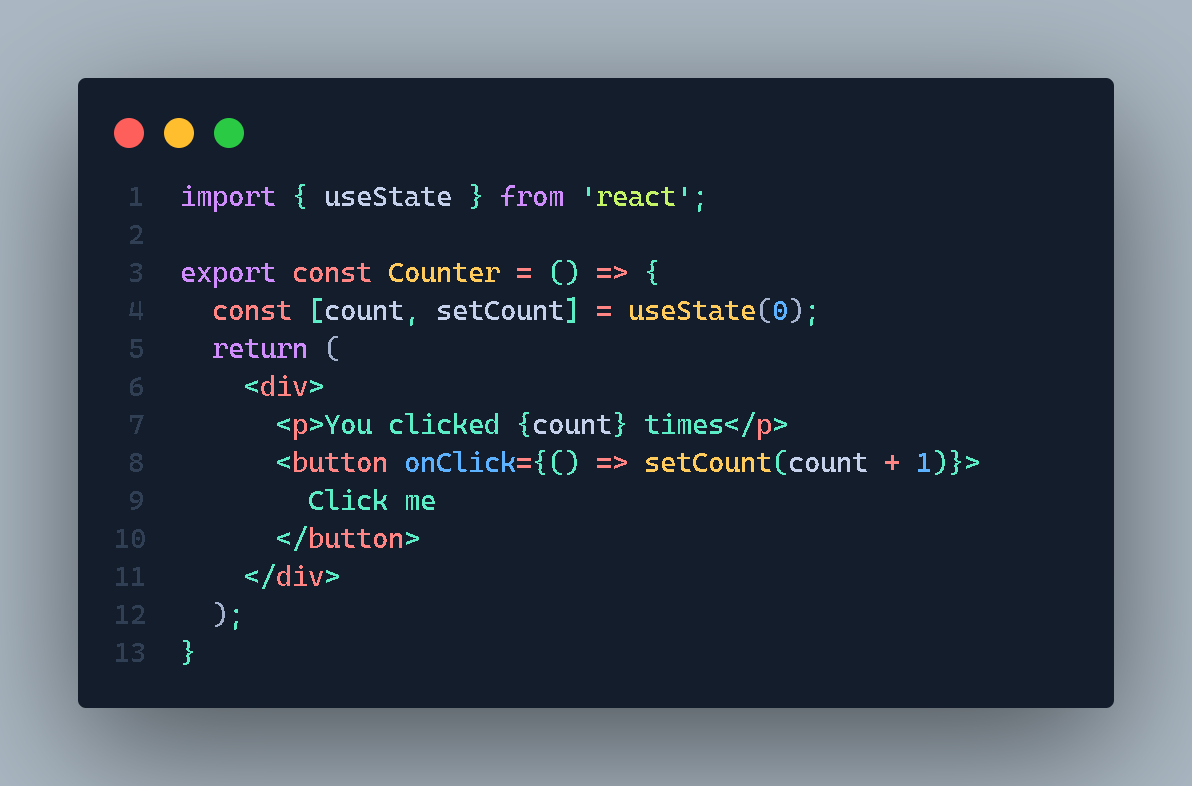 1 import { useState } from 'react';
2
3 export const Counter = () => {
4   const [count, setCount] = useState(0);
5   return (
6     <div>
7       <p>You clicked {count} times</p>
8       <button onClick={() => setCount(count + 1)}>
9         Click me
10       </button>
11     </div>
12   );
13 }